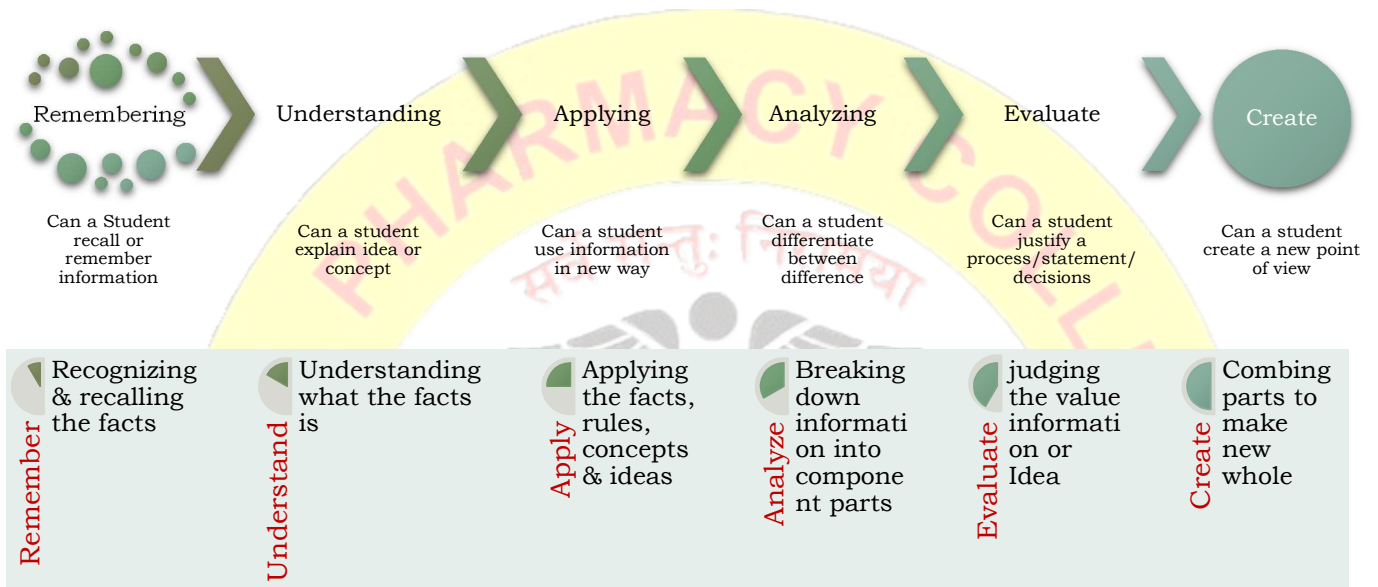 PHARMACY COLL
सर्वे सन्तु: निरामया
Remembering
Understanding
Applying
Analyzing
Evaluate
Create
Can a Student
recall or
remember
information
Can a student
explain idea or
concept
Can a student
use information
in new way
Can a student
differentiate
between
difference
Can a student
justify a
process/statement/
decisions
Can a student
create a new point
of view
Remember
Recognizing
& recalling
the facts
Understand
Understanding
what the facts
is
Apply
Applying
the facts,
rules,
concepts
& ideas
Analyze
Breaking
down
informati
on into
compone
nt parts
Evaluate
judging
the value
informati
on or
Idea
Create
Combing
parts to
make
new
whole